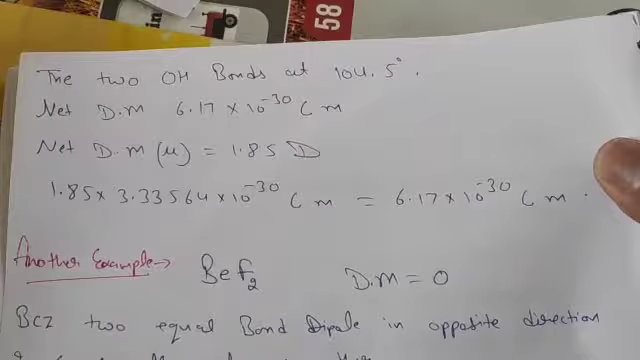 58
The two OH Bonds at 104.5°.
Net D.m 6.17 × 10⁻³⁰ C m
Net D.m (μ) = 1.85 D
1.85 × 3.33564 × 10⁻³⁰ C m = 6.17 × 10⁻³⁰ C m .
Another Example → BeF₂ D.m = 0
Bcz two equal Bond Dipole in opposite direction